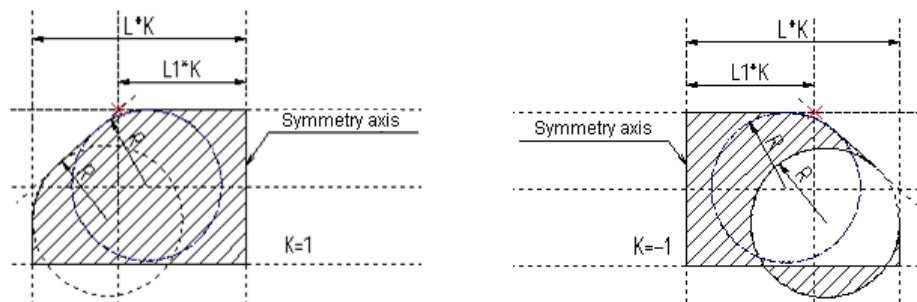 L*K
L1*K
Symmetry axis
R
R
K=1
L*K
L1*K
Symmetry axis
R
R
K=-1